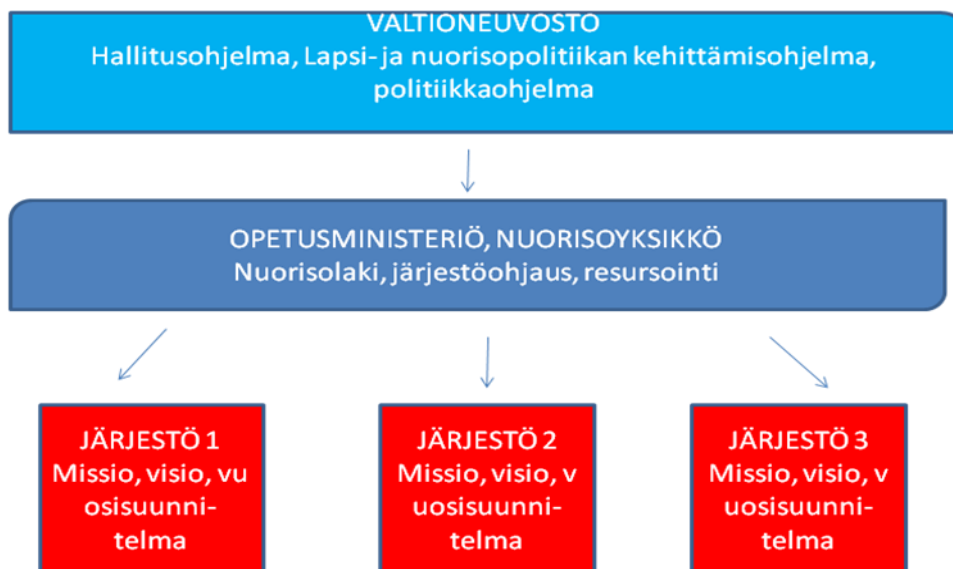 VALTIONEUVOSTO
Hallitusohjelma, Lapsi- ja nuorisopolitiikan kehittämisohjelma,
politiikkaohjelma
OPETUSMINISTERIÖ, NUORISOYKSIKKÖ
Nuorisolaki, järjestöohjaus, resursointi
JÄRJESTÖ 1
Missio, visio, vu
osisuunni-
telma
JÄRJESTÖ 2
Missio, visio, v
uosisuunni-
telma
JÄRJESTÖ 3
Missio, visio, v
uosisuunni-
telma